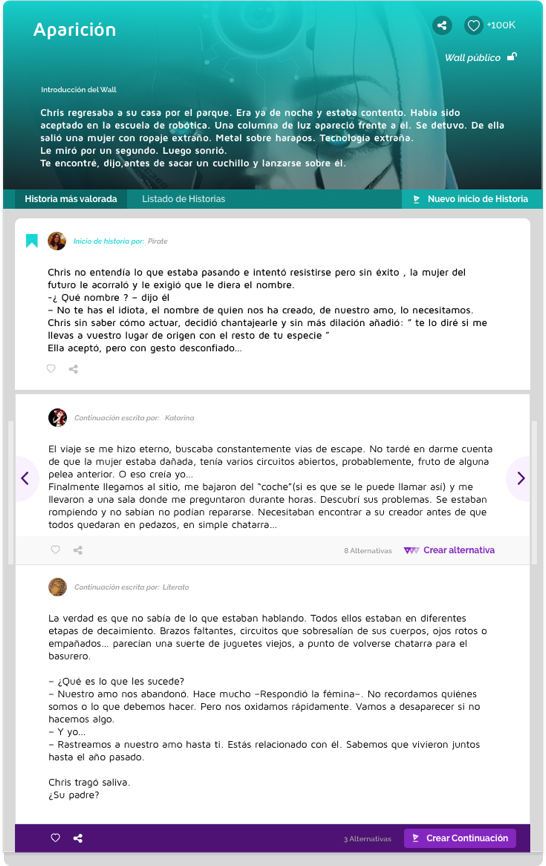 Aparición
+100K
Wall público
Introducción del Wall
Chris regresaba a su casa por el parque. Era ya de noche y estaba contento. Había sido
aceptado en la escuela de robótica. Una columna de luz apareció frente a él. Se detuvo. De ella
salió una mujer con ropaje extraño. Metal sobre harapos. Tecnología extraña.
Le miró por un segundo. Luego sonrió.
Te encontré, dijo,antes de sacar un cuchillo y lanzarse sobre él.
Historia más valorada
Listado de Historias
Nuevo inicio de Historia
Inicio de historia por: Pirate
Chris no entendía lo que estaba pasando e intentó resistirse pero sin éxito , la mujer del
futuro le acorraló y le exigió que le diera el nombre.
-¿ Qué nombre ? – dijo él
– No te has el idiota, el nombre de quien nos ha creado, de nuestro amo, lo necesitamos.
Chris sin saber cómo actuar, decidió chantajearle y sin más dilación añadió: “ te lo diré si me
llevas a vuestro lugar de origen con el resto de tu especie ”
Ella aceptó, pero con gesto desconfiado...
Continuación escrita por: Katarina
El viaje se me hizo eterno, buscaba constantemente vías de escape. No tardé en darme cuenta
de que la mujer estaba dañada, tenía varios circuitos abiertos, probablemente, fruto de alguna
pelea anterior. O eso creía yo...
Finalmente llegamos al sitio, me bajaron del “coche”(si es que se le puede llamar así) y me
llevaron a una sala donde me preguntaron durante horas. Descubrí sus problemas. Se estaban
rompiendo y no sabían no podían repararse. Necesitaban encontrar a su creador antes de que
todos quedaran en pedazos, en simple chatarra...
8 Alternativas
Crear alternativa
Continuación escrita por: Literato
La verdad es que no sabía de lo que estaban hablando. Todos ellos estaban en diferentes
etapas de decaimiento. Brazos faltantes, circuitos que sobresalían de sus cuerpos, ojos rotos o
empañados... parecían una suerte de juguetes viejos, a punto de volverse chatarra para el
basurero.
– ¿Qué es lo que les sucede?
– Nuestro amo nos abandonó. Hace mucho –Respondió la fémina–. No recordamos quiénes
somos o lo que debemos hacer. Pero nos oxidamos rápidamente. Vamos a desaparecer si no
hacemos algo.
– Y yo...
– Rastreamos a nuestro amo hasta ti. Estás relacionado con él. Sabemos que vivieron juntos
hasta el año pasado.
Chris tragó saliva.
¿Su padre?
3 Alternativas
Crear Continuación